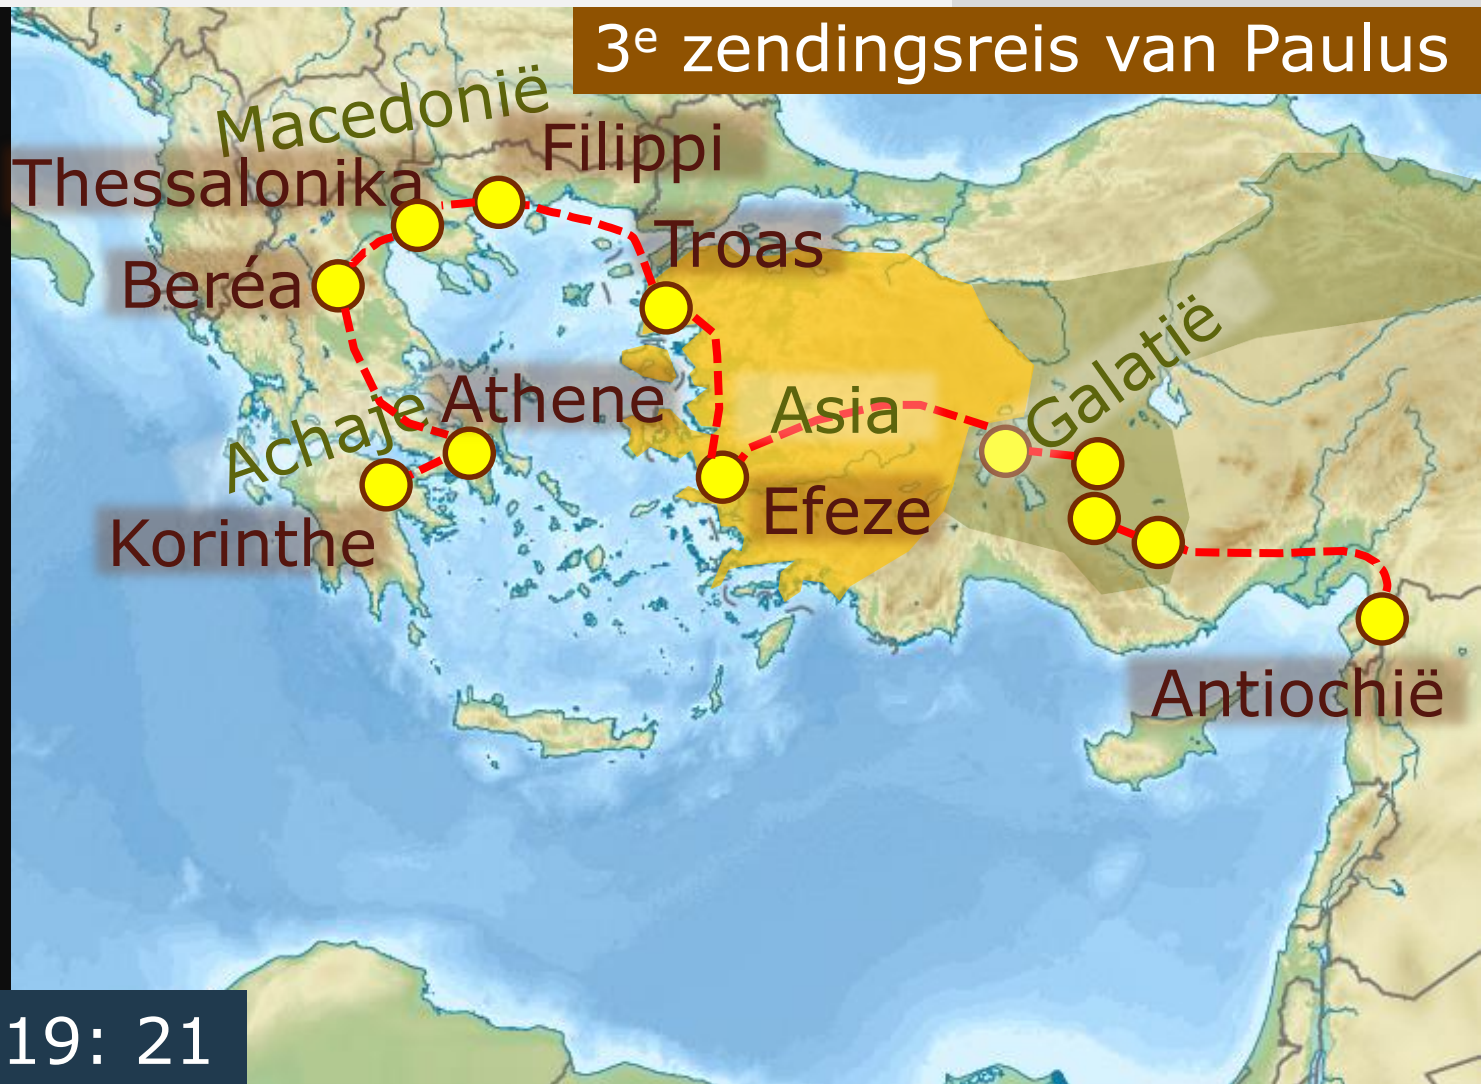 3e zendingsreis van Paulus
Macedonië
Filippi
Thessalonika
Troas
Beréa
Galatië
Athene
Asia
Achaje
Efeze
Korinthe
Antiochië
19: 21